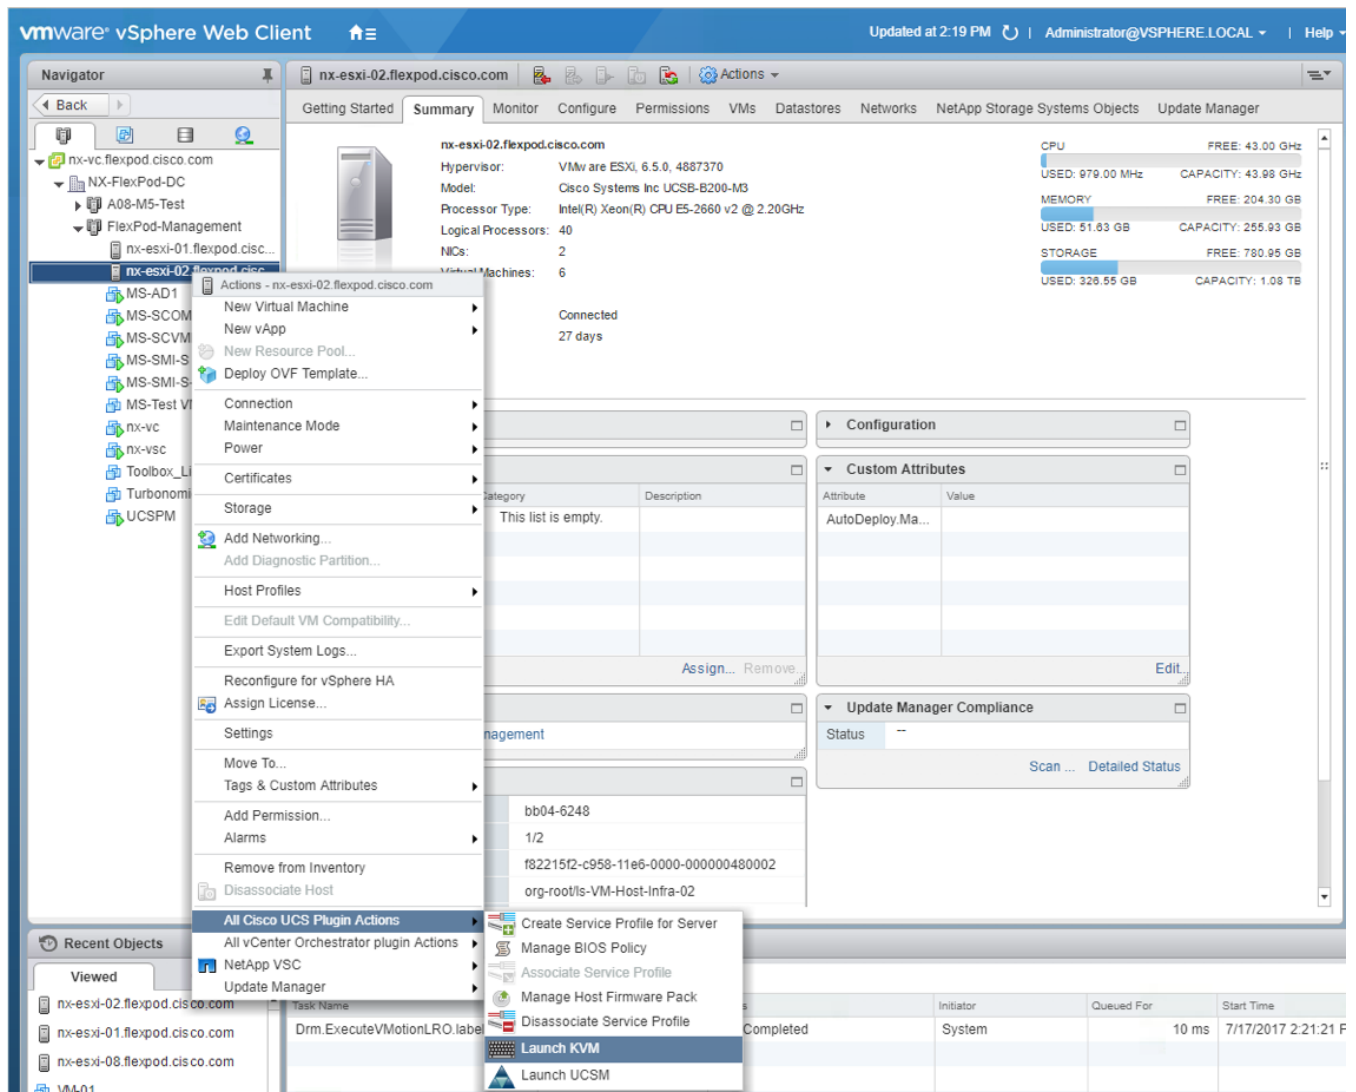 vmware® vSphere Web Client
Updated at 2:19 PM | Administrator@VSPHERE.LOCAL | Help
Navigator
Back
nx-vc.flexpod.cisco.com
NX-FlexPod-DC
A08-M5-Test
FlexPod-Management
nx-esxi-01.flexpod.cisc...
nx-esxi-02.flexpod.cisc...
MS-AD1
MS-SCOM
MS-SCVM
MS-SMI-S
MS-SMI-S-
MS-Test VM
nx-vc
nx-vsc
Toolbox_Li
Turbonomi
UCSPM
nx-esxi-02.flexpod.cisco.com
Actions
Getting Started Summary Monitor Configure Permissions VMs Datastores Networks NetApp Storage Systems Objects Update Manager
nx-esxi-02.flexpod.cisco.com
Hypervisor: VMware ESXi, 6.5.0, 4887370
Model: Cisco Systems Inc UCSB-B200-M3
Processor Type: Intel(R) Xeon(R) CPU E5-2660 v2 @ 2.20GHz
Logical Processors: 40
NICs: 2
Virtual Machines: 6
Connected
27 days
CPU FREE: 43.00 GHz
USED: 979.00 MHz CAPACITY: 43.98 GHz
MEMORY FREE: 204.30 GB
USED: 51.63 GB CAPACITY: 255.93 GB
STORAGE FREE: 780.95 GB
USED: 326.55 GB CAPACITY: 1.08 TB
Actions - nx-esxi-02.flexpod.cisco.com
New Virtual Machine
New vApp
New Resource Pool...
Deploy OVF Template...
Connection
Maintenance Mode
Power
Certificates
Storage
Add Networking...
Add Diagnostic Partition...
Host Profiles
Edit Default VM Compatibility...
Export System Logs...
Reconfigure for vSphere HA
Assign License...
Settings
Move To...
Tags & Custom Attributes
Add Permission...
Alarms
Remove from Inventory
Disassociate Host
All Cisco UCS Plugin Actions
All vCenter Orchestrator plugin Actions
NetApp VSC
Update Manager
Create Service Profile for Server
Manage BIOS Policy
Associate Service Profile
Manage Host Firmware Pack
Disassociate Service Profile
Launch KVM
Launch UCSM
Category Description
This list is empty.
Assign... Remove...
nagement
bb04-6248
1/2
f82215f2-c958-11e6-0000-000000480002
org-root/ls-VM-Host-Infra-02
Configuration
Custom Attributes
Attribute Value
AutoDeploy.Ma...
Edit...
Update Manager Compliance
Status --
Scan ... Detailed Status
Recent Objects
Viewed
nx-esxi-02.flexpod.cisco.com
nx-esxi-01.flexpod.cisco.com
nx-esxi-08.flexpod.cisco.com
VM-01
Task Name Initiator Queued For Start Time
Drm.ExecuteVMotionLRO.label Completed System 10 ms 7/17/2017 2:21:21 P